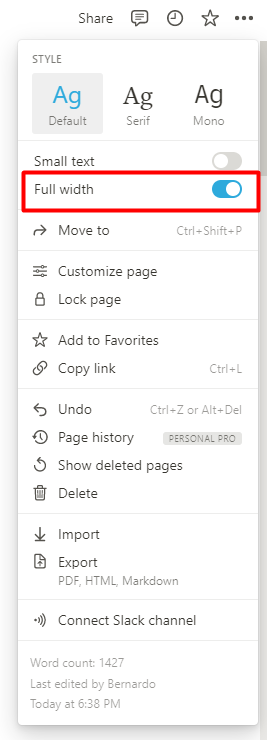 Share
STYLE
Ag Ag Ag
Default Serif Mono
Small text
Full width
Move to Ctrl+Shift+P
Customize page
Lock page
Add to Favorites
Copy link Ctrl+L
Undo Ctrl+Z or Alt+Del
Page history PERSONAL PRO
Show deleted pages
Delete
Import
Export
PDF, HTML, Markdown
Connect Slack channel
Word count: 1427
Last edited by Bernardo
Today at 6:38 PM